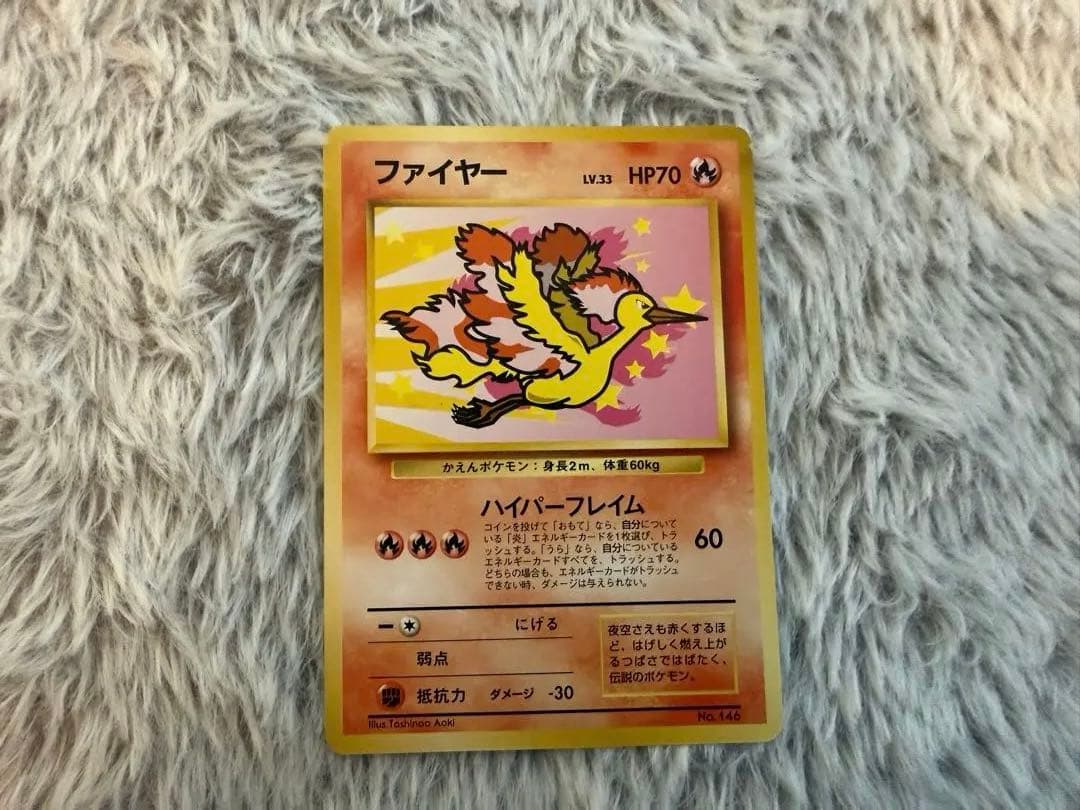 ファイヤー LV.33 HP70
かえんポケモン：身長2m、体重60kg
ハイパーフレイム
コインを投げて「おもて」なら、自分について
いる「炎」エネルギーカードを1枚選び、トラ
ッシュする。「うら」なら、自分についている
エネルギーカードすべてを、トラッシュする。
どちらの場合も、エネルギーカードがトラッシュ
できない時、ダメージは与えられない。
60
にげる
弱点
抵抗力 ダメージ -30
夜空さえも赤くするほ
ど、はげしく燃え上が
るつばさではばたく、
伝説のポケモン。
Illus.Toshinao Aoki
No.146